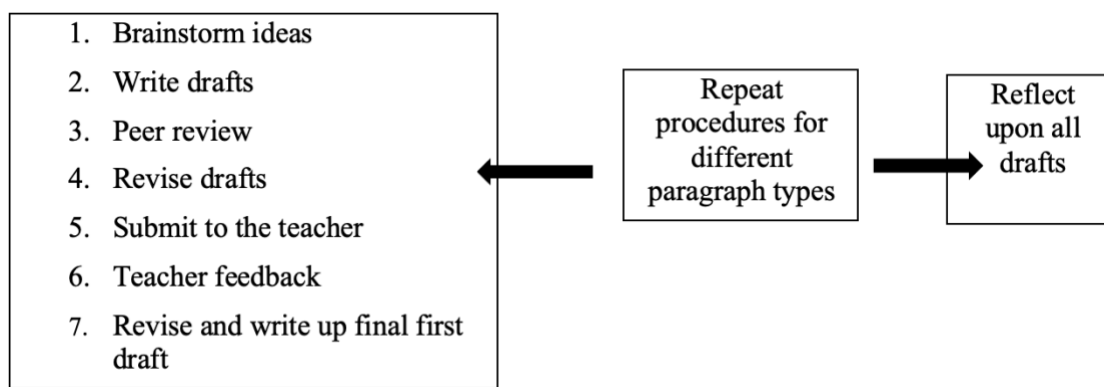 1. Brainstorm ideas
2. Write drafts
3. Peer review
4. Revise drafts
5. Submit to the teacher
6. Teacher feedback
7. Revise and write up final first
draft
Repeat
procedures for
different
paragraph types
Reflect
upon all
drafts